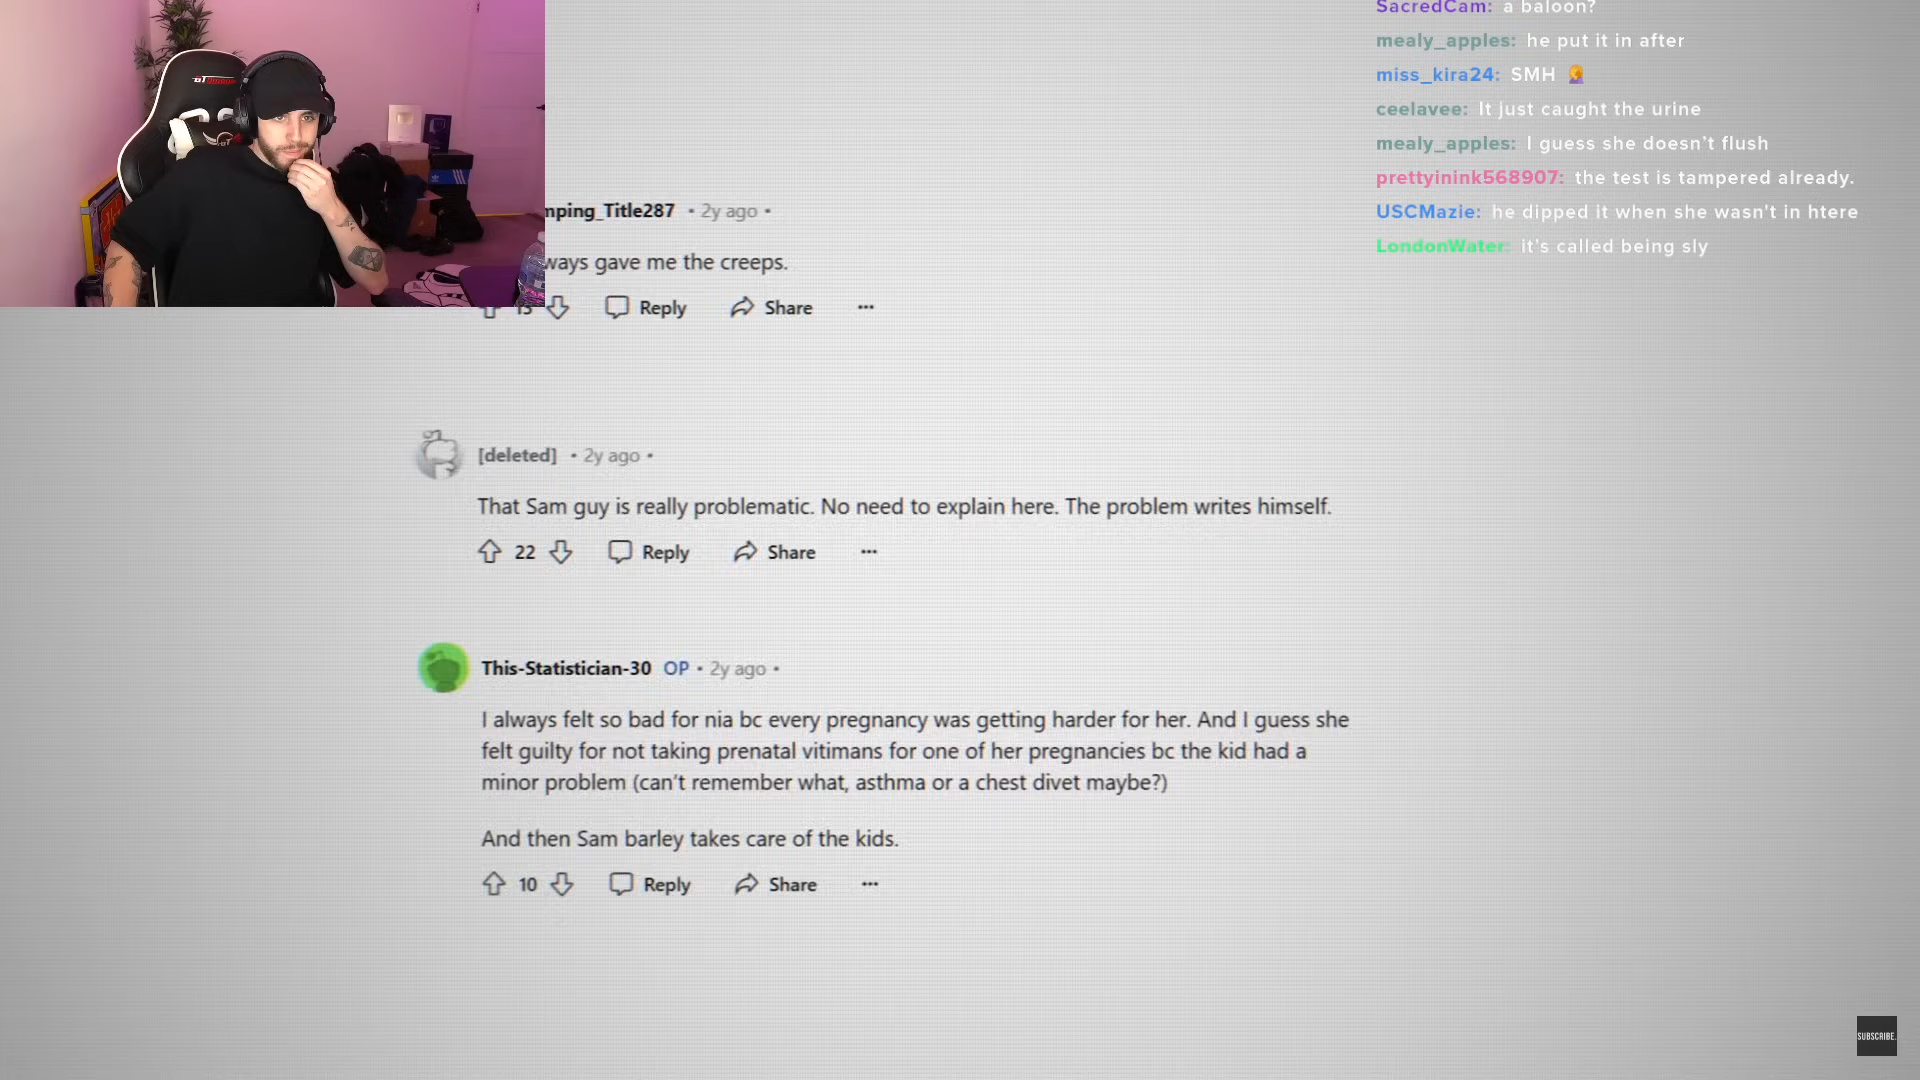 SacredCam: a baloon?
mealy_apples: he put it in after
miss_kira24: SMH 🤦
ceelavee: It just caught the urine
mealy_apples: I guess she doesn't flush
prettyinink568907: the test is tampered already.
USCMazie: he dipped it when she wasn't in htere
LondonWater: it's called being sly
mping_Title287 • 2y ago •
ways gave me the creeps.
13 Reply Share ...
[deleted] • 2y ago •
That Sam guy is really problematic. No need to explain here. The problem writes himself.
22 Reply Share ...
This-Statistician-30 OP • 2y ago •
I always felt so bad for nia bc every pregnancy was getting harder for her. And I guess she
felt guilty for not taking prenatal vitimans for one of her pregnancies bc the kid had a
minor problem (can't remember what, asthma or a chest divet maybe?)
And then Sam barley takes care of the kids.
10 Reply Share ...
SUBSCRIBE.